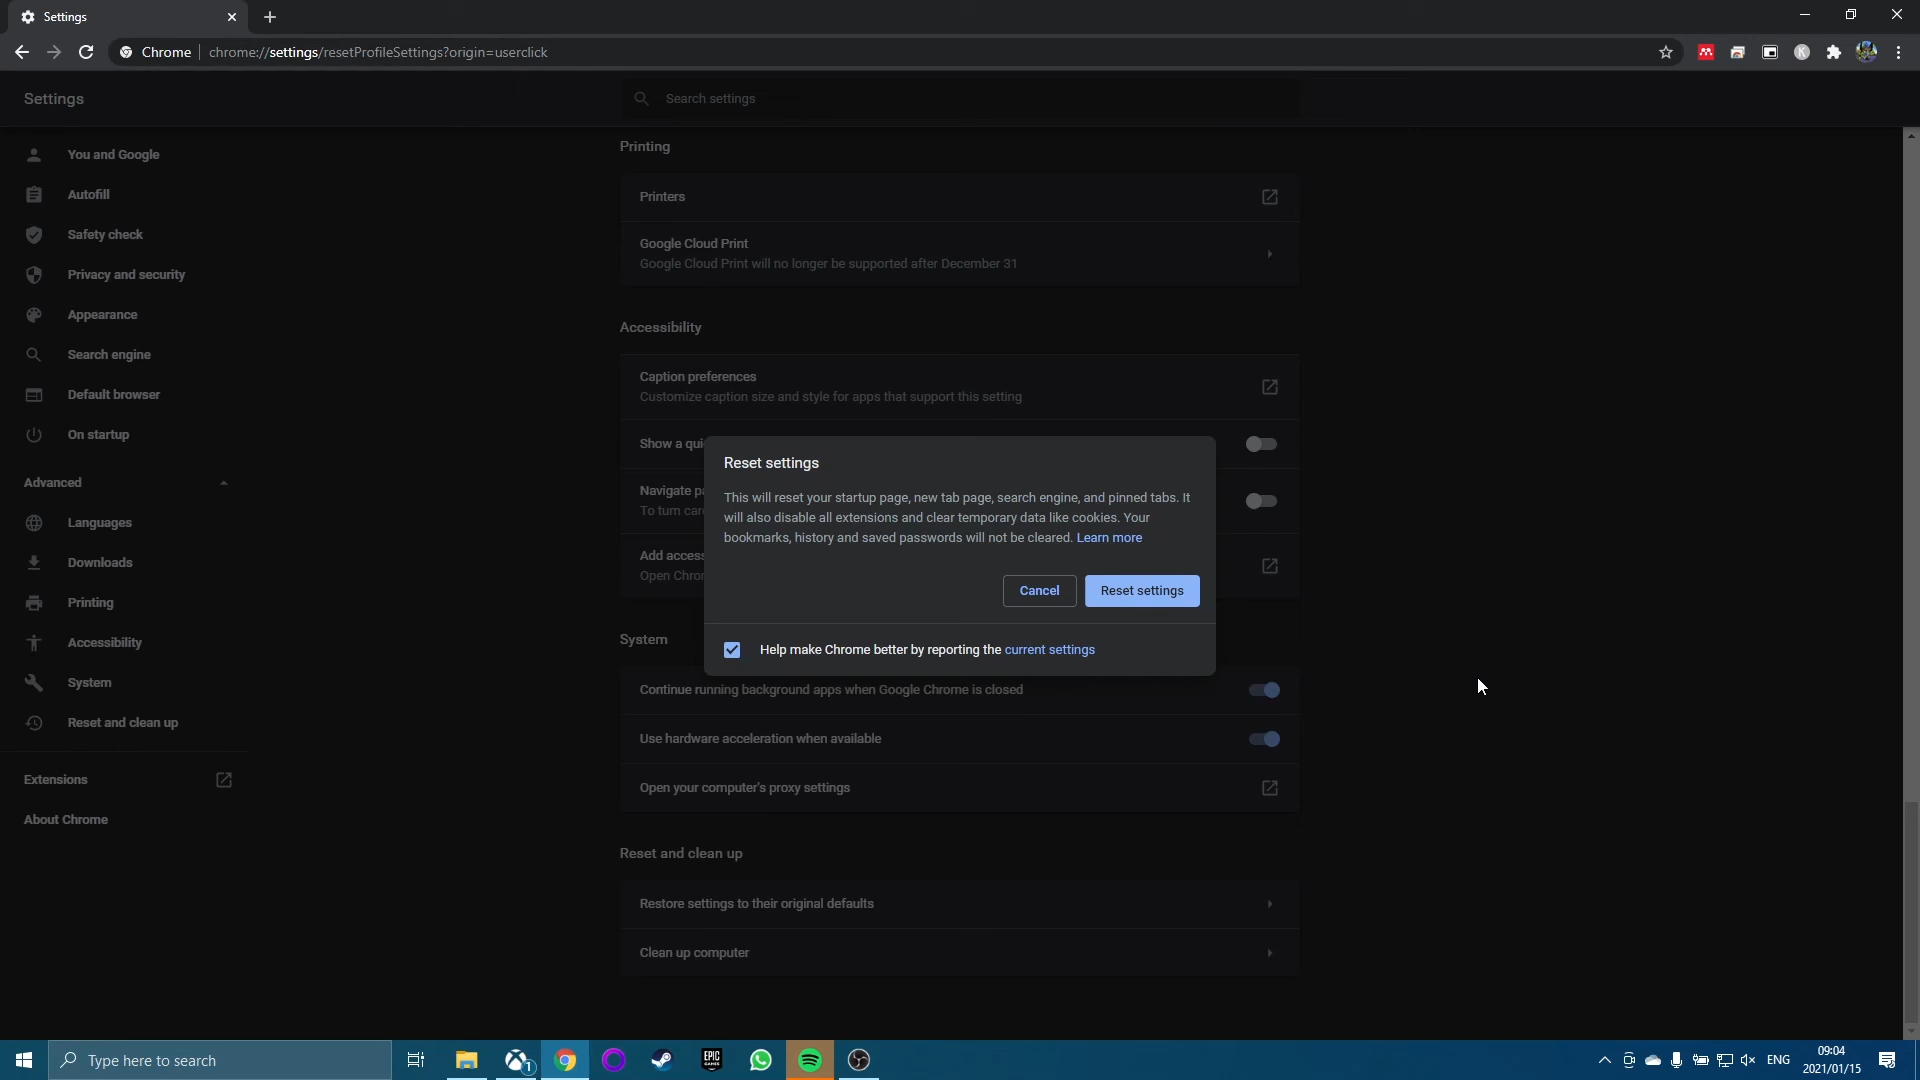 Settings
Chrome
chrome://settings/resetProfileSettings?origin=userclick
K
Settings
Search settings
You and Google
Autofill
Safety check
Privacy and security
Appearance
Search engine
Default browser
On startup
Advanced
Languages
Downloads
Printing
Accessibility
System
Reset and clean up
Extensions
About Chrome
Printing
Printers
Google Cloud Print
Google Cloud Print will no longer be supported after December 31
Accessibility
Caption preferences
Customize caption size and style for apps that support this setting
Show a qui
Navigate pa
To turn care
Add access
Open Chron
Reset settings
This will reset your startup page, new tab page, search engine, and pinned tabs. It
will also disable all extensions and clear temporary data like cookies. Your
bookmarks, history and saved passwords will not be cleared. Learn more
Cancel
Reset settings
Help make Chrome better by reporting the current settings
System
Continue running background apps when Google Chrome is closed
Use hardware acceleration when available
Open your computer's proxy settings
Reset and clean up
Restore settings to their original defaults
Clean up computer
Type here to search
1
EPIC
GAMES
ENG
09:04
2021/01/15